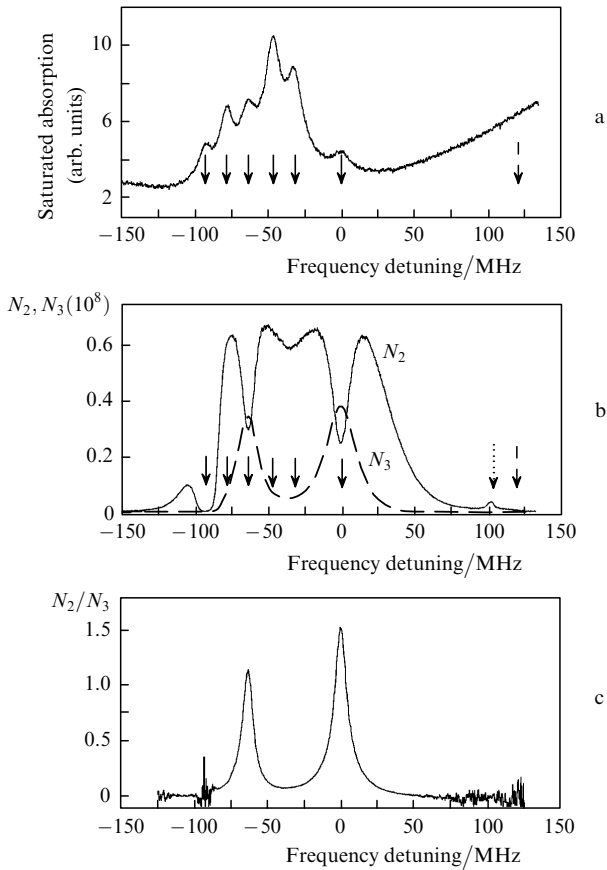 Saturated absorption
(arb. units)
10
6
2
a
−150 −100 −50 0 50 100 150
Frequency detuning/MHz
N₂, N₃(10⁸)
0.6
0.4
0.2
0
N₂
N₃
b
−150 −100 −50 0 50 100 150
Frequency detuning/MHz
N₂/N₃
1.5
1.0
0.5
0
c
−150 −100 −50 0 50 100 150
Frequency detuning/MHz